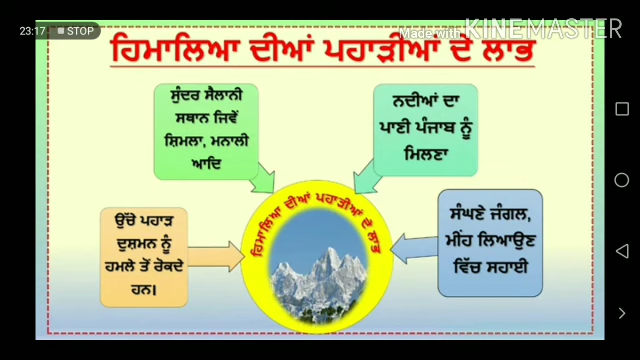 23:17 STOP
Made with KINEMASTER
ਹਿਮਾਲਿਆ ਦੀਆਂ ਪਹਾੜੀਆਂ ਦੇ ਲਾਭ
ਸੁੰਦਰ ਸੈਲਾਨੀ
ਸਥਾਨ ਜਿਵੇਂ
ਸ਼ਿਮਲਾ, ਮਨਾਲੀ
ਆਦਿ
ਨਦੀਆਂ ਦਾ
ਪਾਣੀ ਪੰਜਾਬ ਨੂੰ
ਮਿਲਣਾ
ਉੱਚੇ ਪਹਾੜ
ਦੁਸ਼ਮਨ ਨੂੰ
ਹਮਲੇ ਤੋਂ ਰੋਕਦੇ
ਹਨ।
ਹਿਮਾਲਿਆ ਦੀਆਂ ਪਹਾੜੀਆਂ ਦੇ ਲਾਭ
ਸੰਘਣੇ ਜੰਗਲ,
ਮੀਂਹ ਲਿਆਉਣ
ਵਿੱਚ ਸਹਾਈ